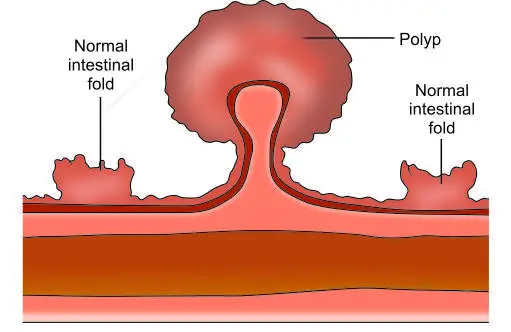 Normal
intestinal
fold
Polyp
Normal
intestinal
fold